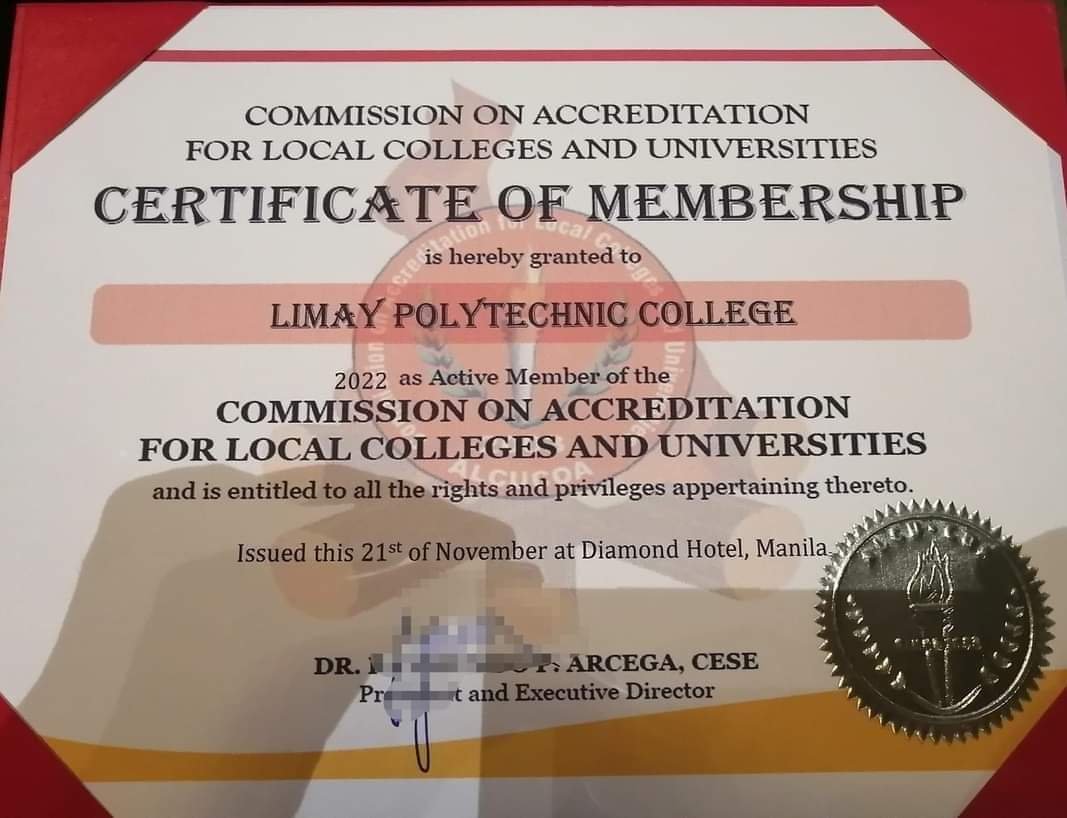 COMMISSION ON ACCREDITATION
FOR LOCAL COLLEGES AND UNIVERSITIES
CERTIFICATE OF MEMBERSHIP
is hereby granted to
LIMAY POLYTECHNIC COLLEGE
2022 as Active Member of the
COMMISSION ON ACCREDITATION
FOR LOCAL COLLEGES AND UNIVERSITIES
and is entitled to all the rights and privileges appertaining thereto.
Issued this 21st of November at Diamond Hotel, Manila
DR. ARCEGA, CESE
and Executive Director